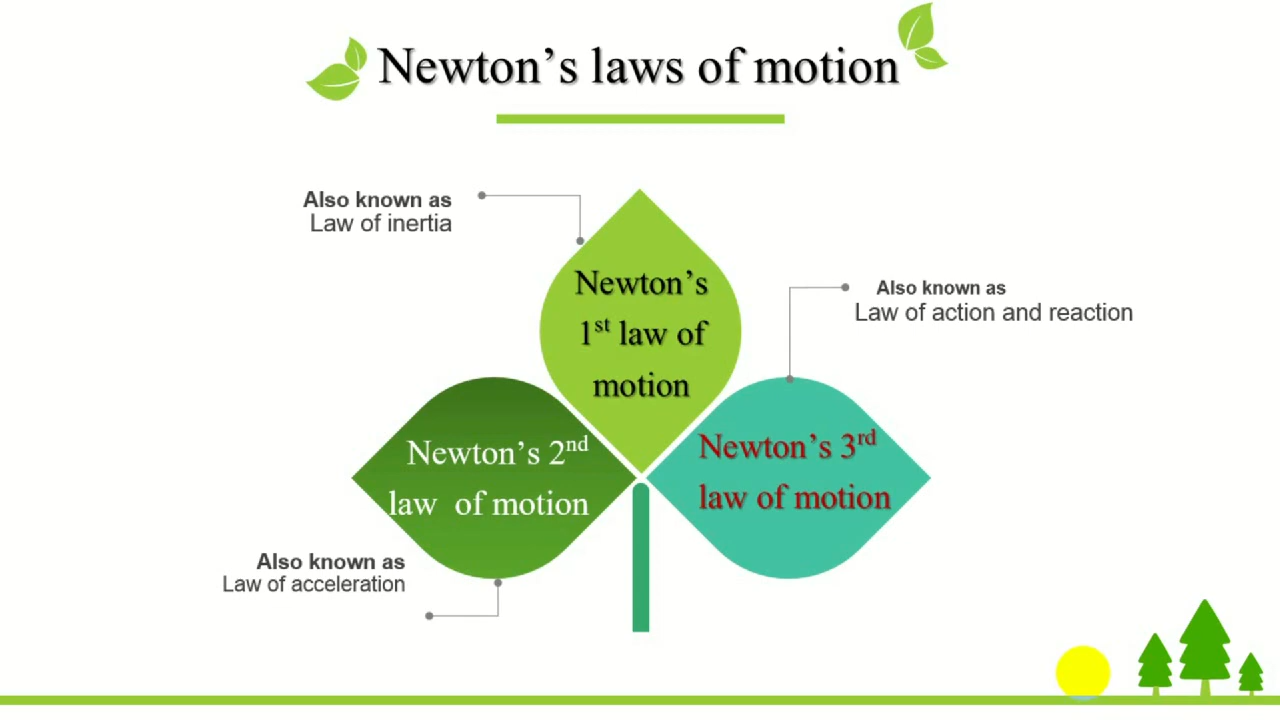 Newton’s laws of motion
Also known as
Law of inertia
Newton’s
1st law of
motion
Also known as
Law of action and reaction
Newton’s 2nd
law of motion
Newton’s 3rd
law of motion
Also known as
Law of acceleration